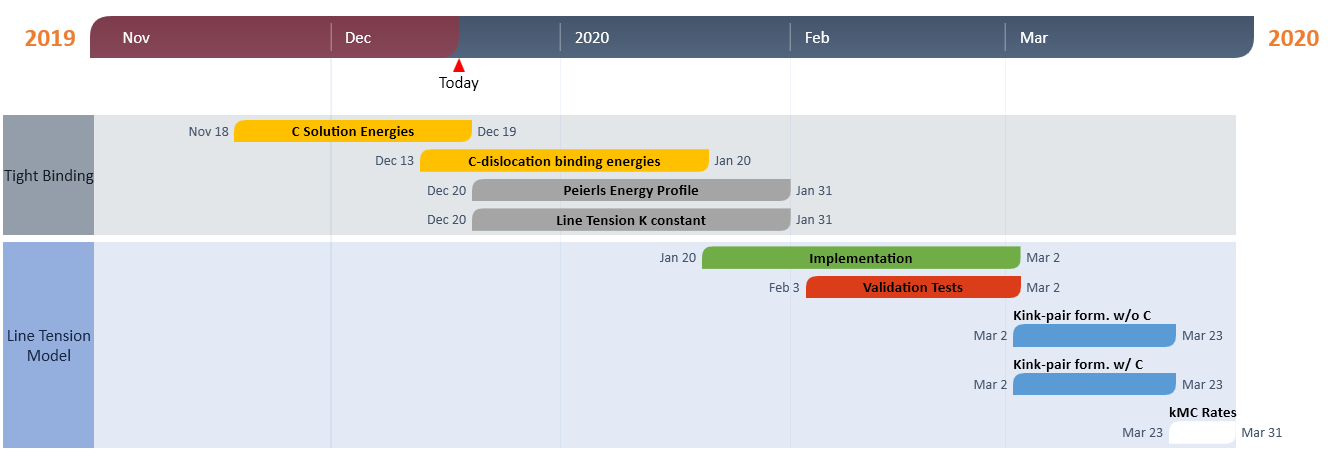 2019 Nov Dec 2020 Feb Mar 2020
Today
Tight Binding
Nov 18 C Solution Energies Dec 19
Dec 13 C-dislocation binding energies Jan 20
Dec 20 Peierls Energy Profile Jan 31
Dec 20 Line Tension K constant Jan 31
Line Tension
Model
Jan 20 Implementation Mar 2
Feb 3 Validation Tests Mar 2
Kink-pair form. w/o C
Mar 2 Mar 23
Kink-pair form. w/ C
Mar 2 Mar 23
kMC Rates
Mar 23 Mar 31